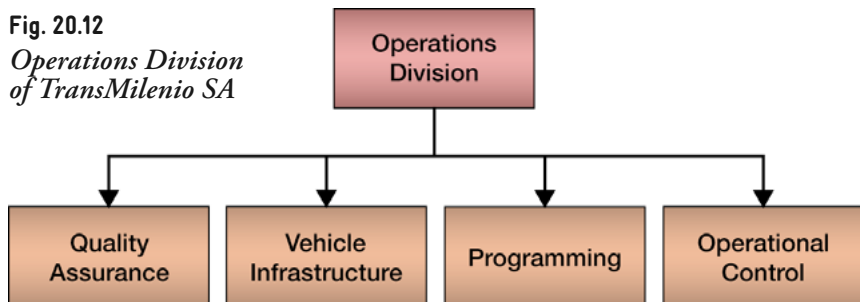 Fig. 20.12
Operations Division
of TransMilenio SA
Operations
Division
Quality
Assurance
Vehicle
Infrastructure
Programming
Operational
Control